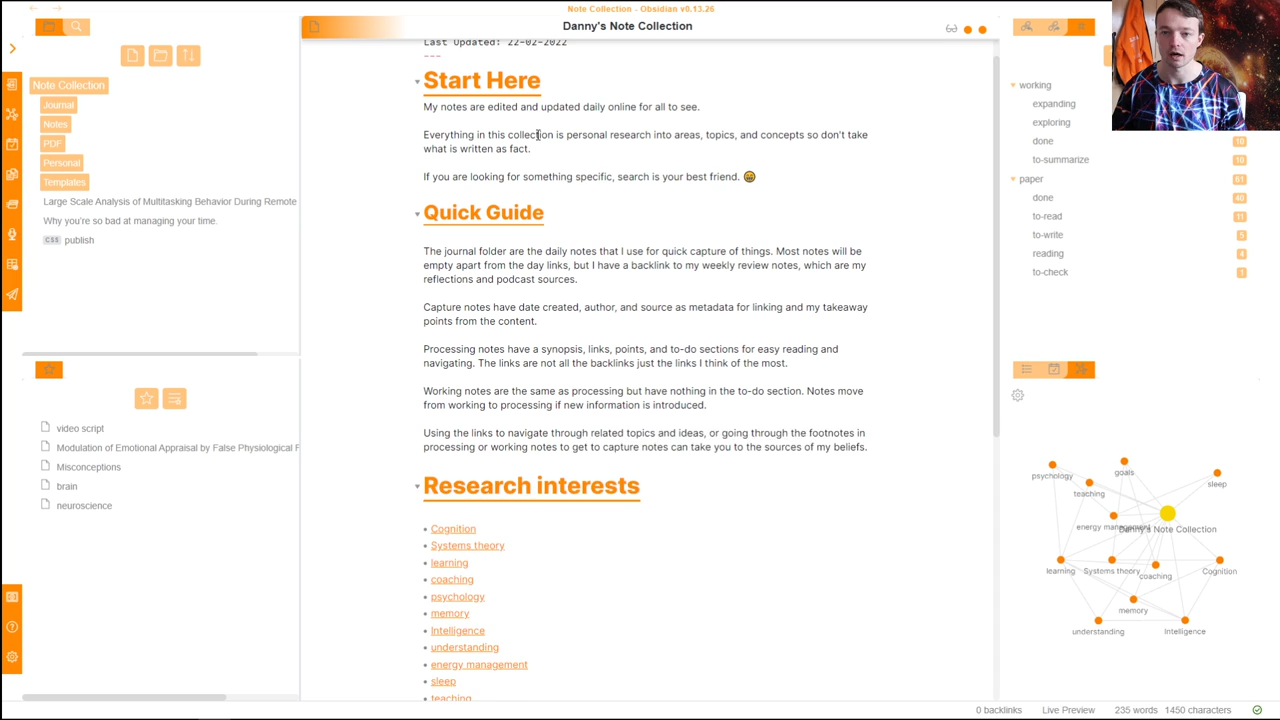 Note Collection - Obsidian v0.13.26
Danny's Note Collection
Last Updated: 22-02-2022
---
Start Here
My notes are edited and updated daily online for all to see.
Everything in this collection is personal research into areas, topics, and concepts so don't take
what is written as fact.
If you are looking for something specific, search is your best friend. 😄
Quick Guide
The journal folder are the daily notes that I use for quick capture of things. Most notes will be
empty apart from the day links, but I have a backlink to my weekly review notes, which are my
reflections and podcast sources.
Capture notes have date created, author, and source as metadata for linking and my takeaway
points from the content.
Processing notes have a synopsis, links, points, and to-do sections for easy reading and
navigating. The links are not all the backlinks just the links I think of the most.
Working notes are the same as processing but have nothing in the to-do section. Notes move
from working to processing if new information is introduced.
Using the links to navigate through related topics and ideas, or going through the footnotes in
processing or working notes to get to capture notes can take you to the sources of my beliefs.
Research interests
• Cognition
• Systems theory
• learning
• coaching
• psychology
• memory
• Intelligence
• understanding
• energy management
• sleep
• teaching
Note Collection
Journal
Notes
PDF
Personal
Templates
Large Scale Analysis of Multitasking Behavior During Remote
Why you're so bad at managing your time.
CSS publish
video script
Modulation of Emotional Appraisal by False Physiological F
Misconceptions
brain
neuroscience
working
expanding
exploring
done 10
to-summarize 10
paper 61
done 40
to-read 11
to-write 5
reading 4
to-check 1
psychology
goals
sleep
teaching
energy management
Danny's Note Collection
learning
Systems theory
coaching
Cognition
memory
understanding
Intelligence
0 backlinks Live Preview 235 words 1450 characters